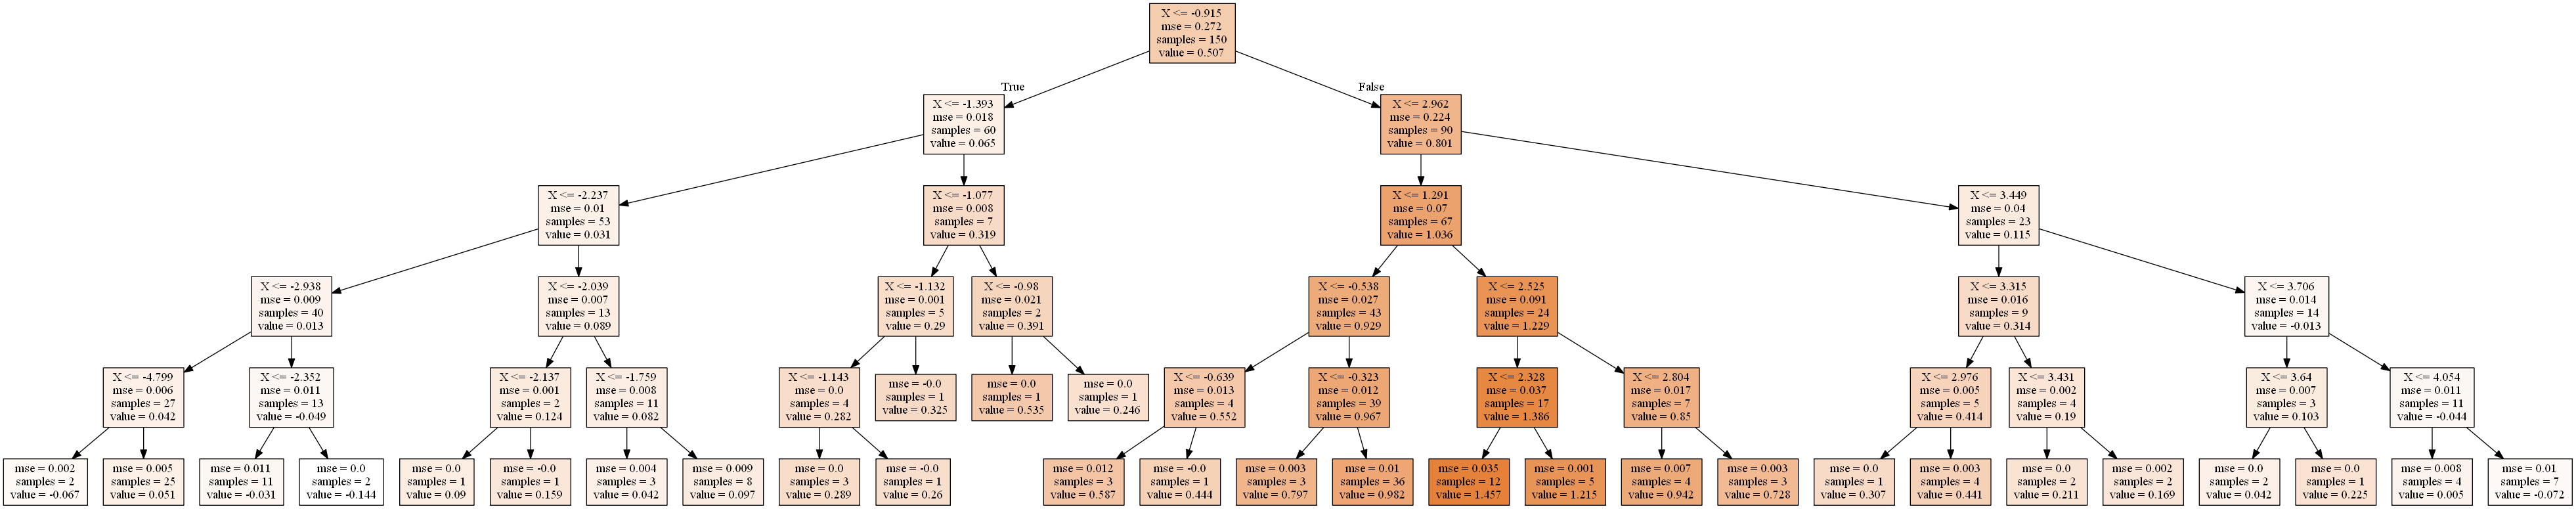 X <= -0.915
mse = 0.272
samples = 150
value = 0.507
True
False
X <= -1.393
mse = 0.018
samples = 60
value = 0.065
X <= 2.962
mse = 0.224
samples = 90
value = 0.801
X <= -2.237
mse = 0.01
samples = 53
value = 0.031
X <= -1.077
mse = 0.008
samples = 7
value = 0.319
X <= 1.291
mse = 0.07
samples = 67
value = 1.036
X <= 3.449
mse = 0.04
samples = 23
value = 0.115
X <= -2.938
mse = 0.009
samples = 40
value = 0.013
X <= -2.039
mse = 0.007
samples = 13
value = 0.089
X <= -1.132
mse = 0.001
samples = 5
value = 0.29
X <= -0.98
mse = 0.021
samples = 2
value = 0.391
X <= -0.538
mse = 0.027
samples = 43
value = 0.929
X <= 2.525
mse = 0.091
samples = 24
value = 1.229
X <= 3.315
mse = 0.016
samples = 9
value = 0.314
X <= 3.706
mse = 0.014
samples = 14
value = -0.013
X <= -4.799
mse = 0.006
samples = 27
value = 0.042
X <= -2.352
mse = 0.011
samples = 13
value = -0.049
X <= -2.137
mse = 0.001
samples = 2
value = 0.124
X <= -1.759
mse = 0.008
samples = 11
value = 0.082
X <= -1.143
mse = 0.0
samples = 4
value = 0.282
mse = -0.0
samples = 1
value = 0.325
mse = 0.0
samples = 1
value = 0.535
mse = 0.0
samples = 1
value = 0.246
X <= -0.639
mse = 0.013
samples = 4
value = 0.552
X <= -0.323
mse = 0.012
samples = 39
value = 0.967
X <= 2.328
mse = 0.037
samples = 17
value = 1.386
X <= 2.804
mse = 0.017
samples = 7
value = 0.85
X <= 2.976
mse = 0.005
samples = 5
value = 0.414
X <= 3.431
mse = 0.002
samples = 4
value = 0.19
X <= 3.64
mse = 0.007
samples = 3
value = 0.103
X <= 4.054
mse = 0.011
samples = 11
value = -0.044
mse = 0.002
samples = 2
value = -0.067
mse = 0.005
samples = 25
value = 0.051
mse = 0.011
samples = 11
value = -0.031
mse = 0.0
samples = 2
value = -0.144
mse = 0.0
samples = 1
value = 0.09
mse = -0.0
samples = 1
value = 0.159
mse = 0.004
samples = 3
value = 0.042
mse = 0.009
samples = 8
value = 0.097
mse = 0.0
samples = 3
value = 0.289
mse = -0.0
samples = 1
value = 0.26
mse = 0.012
samples = 3
value = 0.587
mse = -0.0
samples = 1
value = 0.444
mse = 0.003
samples = 3
value = 0.797
mse = 0.01
samples = 36
value = 0.982
mse = 0.035
samples = 12
value = 1.457
mse = 0.001
samples = 5
value = 1.215
mse = 0.007
samples = 4
value = 0.942
mse = 0.003
samples = 3
value = 0.728
mse = 0.0
samples = 1
value = 0.307
mse = 0.003
samples = 4
value = 0.441
mse = 0.0
samples = 2
value = 0.211
mse = 0.002
samples = 2
value = 0.169
mse = 0.0
samples = 2
value = 0.042
mse = 0.0
samples = 1
value = 0.225
mse = 0.008
samples = 4
value = 0.005
mse = 0.01
samples = 7
value = -0.072